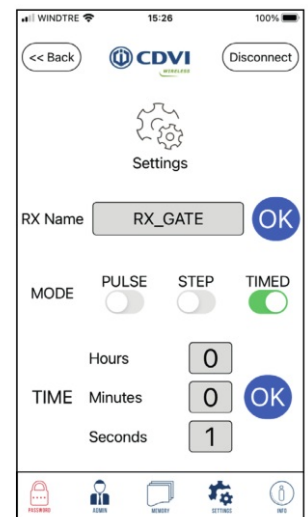 WINDTRE 15:26 100%
<< Back CDVI Disconnect
WIRELESS
Settings
RX Name RX_GATE OK
PULSE STEP TIMED
MODE
Hours 0
TIME Minutes 0 OK
Seconds 1
PASSWORD ADMIN MEMORY SETTINGS INFO